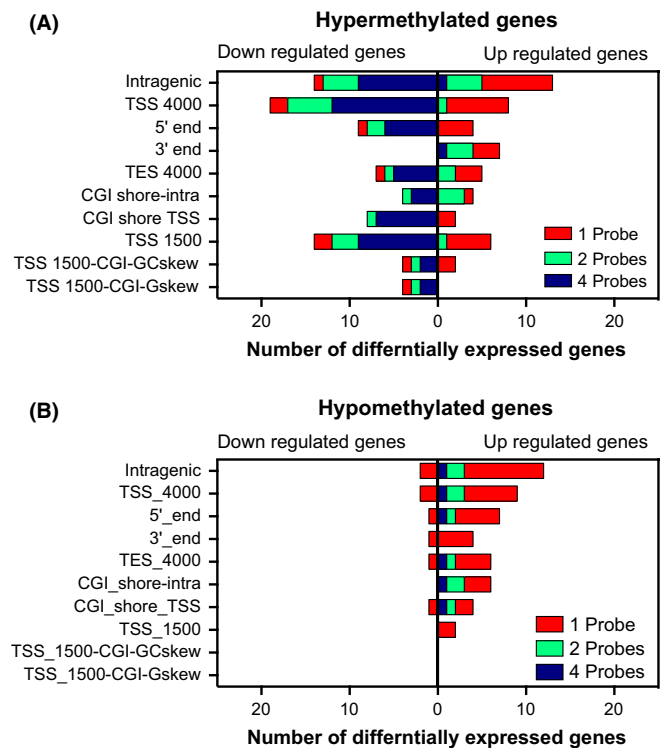 (A)
Hypermethylated genes
Down regulated genes
Up regulated genes
Intragenic
TSS 4000
5' end
3' end
TES 4000
CGI shore-intra
CGI shore TSS
TSS 1500
TSS 1500-CGI-GCskew
TSS 1500-CGI-Gskew
1 Probe
2 Probes
4 Probes
20 10 0 10 20
Number of differntially expressed genes
(B)
Hypomethylated genes
Down regulated genes
Up regulated genes
Intragenic
TSS_4000
5'_end
3'_end
TES_4000
CGI_shore-intra
CGI_shore_TSS
TSS_1500
TSS_1500-CGI-GCskew
TSS_1500-CGI-Gskew
1 Probe
2 Probes
4 Probes
20 10 0 10 20
Number of differntially expressed genes